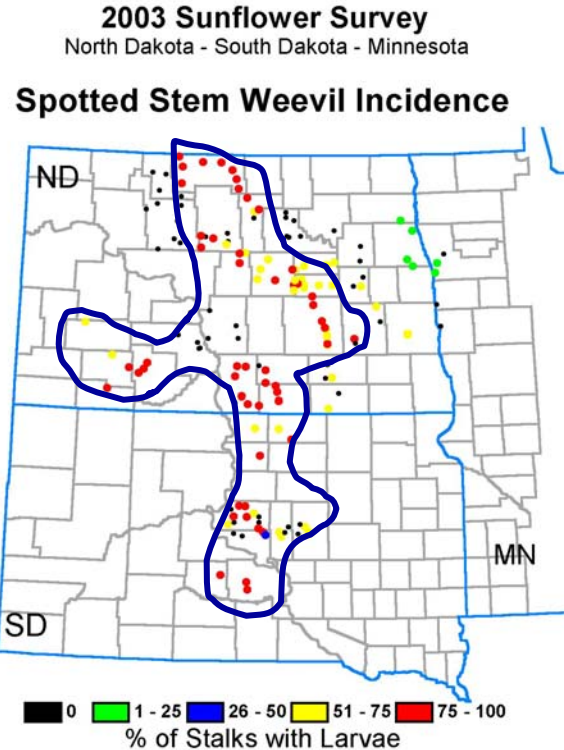 2003 Sunflower Survey
North Dakota - South Dakota - Minnesota
Spotted Stem Weevil Incidence
ND
MN
SD
0 1 - 25 26 - 50 51 - 75 75 - 100
% of Stalks with Larvae